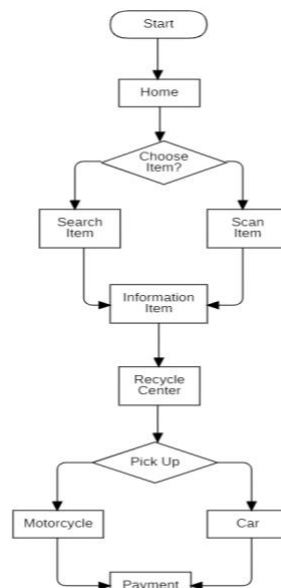 Start
Home
Choose
Item?
Search
Item
Scan
Item
Information
Item
Recycle
Center
Pick Up
Motorcycle
Car
Payment